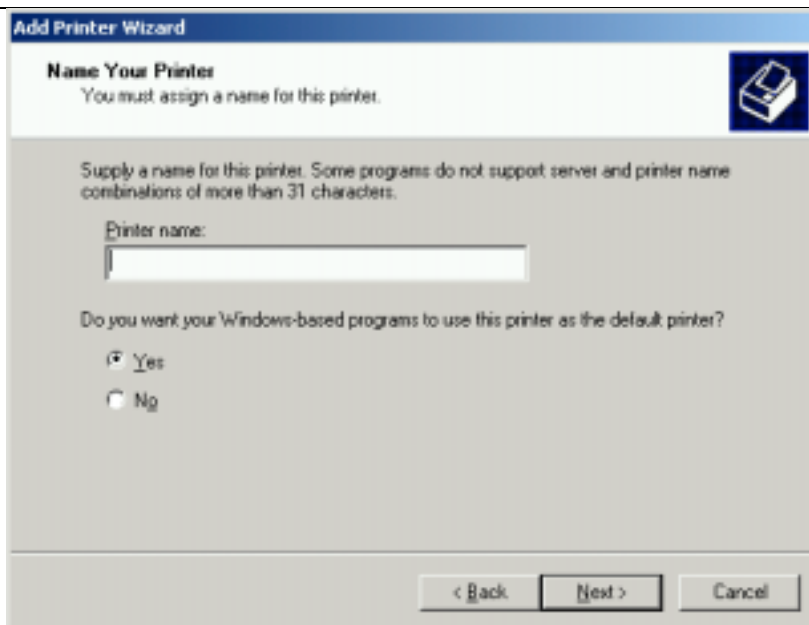 Add Printer Wizard
Name Your Printer
You must assign a name for this printer.
Supply a name for this printer. Some programs do not support server and printer name
combinations of more than 31 characters.
Printer name:
Do you want your Windows-based programs to use this printer as the default printer?
Yes
No
< Back Next > Cancel